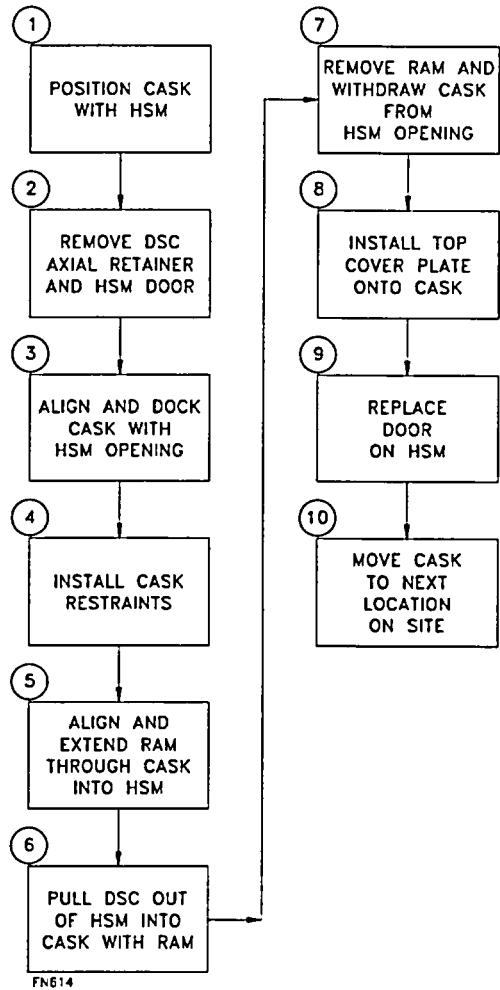 1
POSITION CASK
WITH HSM
2
REMOVE DSC
AXIAL RETAINER
AND HSM DOOR
3
ALIGN AND DOCK
CASK WITH
HSM OPENING
4
INSTALL CASK
RESTRAINTS
5
ALIGN AND
EXTEND RAM
THROUGH CASK
INTO HSM
6
PULL DSC OUT
OF HSM INTO
CASK WITH RAM
FN614
7
REMOVE RAM AND
WITHDRAW CASK
FROM
HSM OPENING
8
INSTALL TOP
COVER PLATE
ONTO CASK
9
REPLACE
DOOR
ON HSM
10
MOVE CASK
TO NEXT
LOCATION
ON SITE